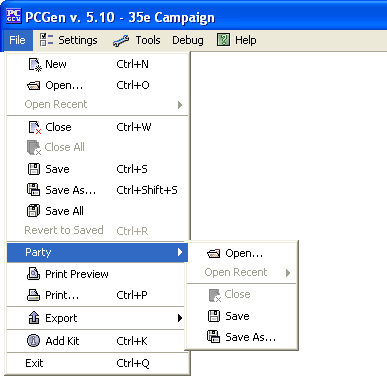 PCGen v. 5.10 - 35e Campaign
File Settings Tools Debug Help
New Ctrl+N
Open... Ctrl+O
Open Recent
Close Ctrl+W
Close All
Save Ctrl+S
Save As... Ctrl+Shift+S
Save All
Revert to Saved Ctrl+R
Party
Open...
Open Recent
Close
Save
Save As...
Print Preview
Print... Ctrl+P
Export
Add Kit Ctrl+K
Exit Ctrl+Q